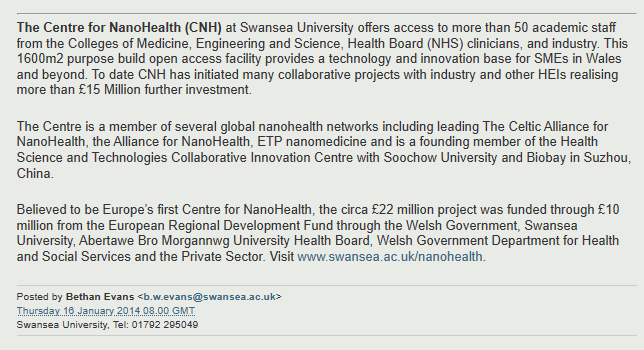 The Centre for NanoHealth (CNH) at Swansea University offers access to more than 50 academic staff
from the Colleges of Medicine, Engineering and Science, Health Board (NHS) clinicians, and industry. This
1600m2 purpose build open access facility provides a technology and innovation base for SMEs in Wales
and beyond. To date CNH has initiated many collaborative projects with industry and other HEIs realising
more than £15 Million further investment.
The Centre is a member of several global nanohealth networks including leading The Celtic Alliance for
NanoHealth, the Alliance for NanoHealth, ETP nanomedicine and is a founding member of the Health
Science and Technologies Collaborative Innovation Centre with Soochow University and Biobay in Suzhou,
China.
Believed to be Europe's first Centre for NanoHealth, the circa £22 million project was funded through £10
million from the European Regional Development Fund through the Welsh Government, Swansea
University, Abertawe Bro Morgannwg University Health Board, Welsh Government Department for Health
and Social Services and the Private Sector. Visit www.swansea.ac.uk/nanohealth.
Posted by Bethan Evans <b.w.evans@swansea.ac.uk>
Thursday 16 January 2014 08.00 GMT
Swansea University, Tel: 01792 295049